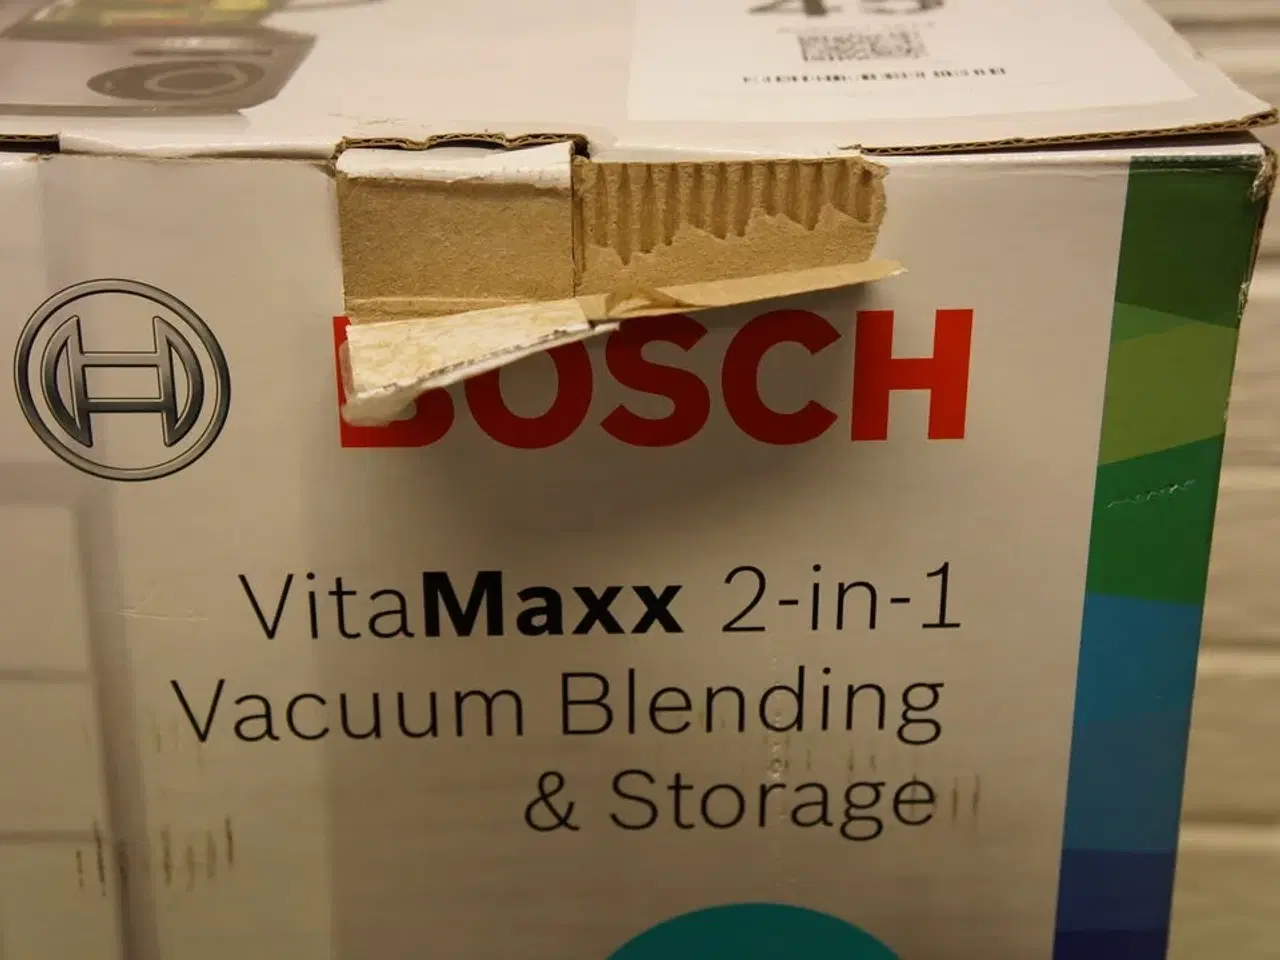 BOSCH
VitaMaxx 2-in-1
Vacuum Blending
& Storage